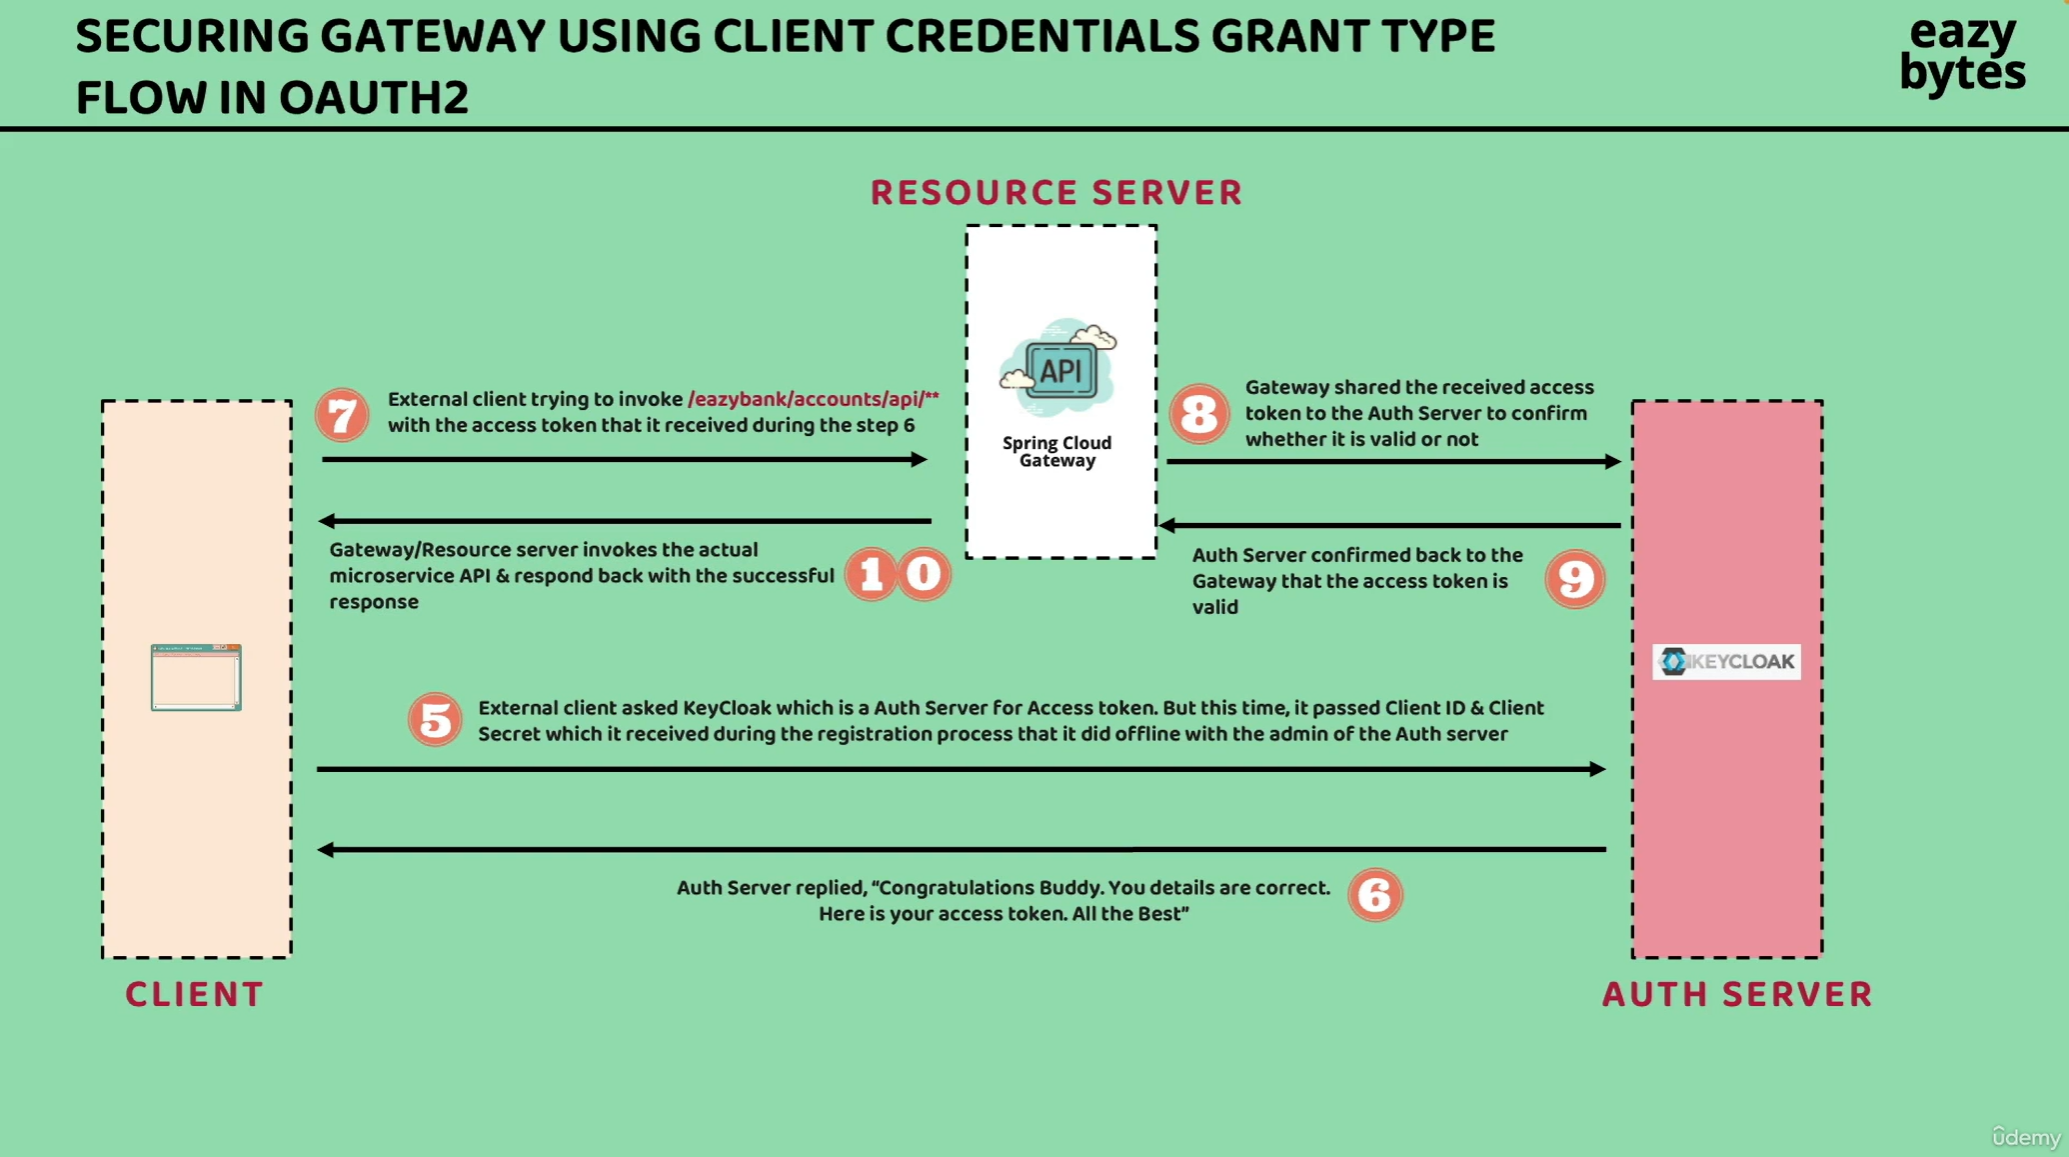 SECURING GATEWAY USING CLIENT CREDENTIALS GRANT TYPE
FLOW IN OAUTH2
eazy
bytes
RESOURCE SERVER
API
Spring Cloud
Gateway
7
External client trying to invoke /eazybank/accounts/api/**
with the access token that it received during the step 6
8
Gateway shared the received access
token to the Auth Server to confirm
whether it is valid or not
Gateway/Resource server invokes the actual
microservice API & respond back with the successful
response
10
Auth Server confirmed back to the
Gateway that the access token is
valid
9
KEYCLOAK
5
External client asked KeyCloak which is a Auth Server for Access token. But this time, it passed Client ID & Client
Secret which it received during the registration process that it did offline with the admin of the Auth server
Auth Server replied, “Congratulations Buddy. You details are correct.
Here is your access token. All the Best”
6
CLIENT
AUTH SERVER
ûdemy